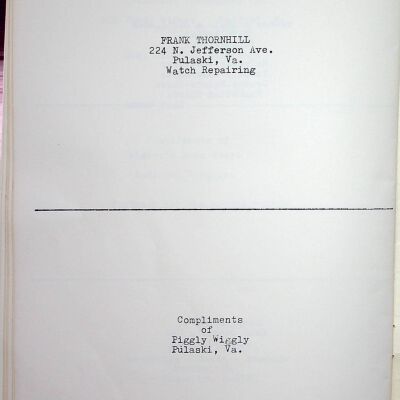 FRANK THORNHILL
224 N. Jefferson Ave.
Pulaski, Va.
Watch Repairing
Compliments
of
Piggly Wiggly
Pulaski, Va.